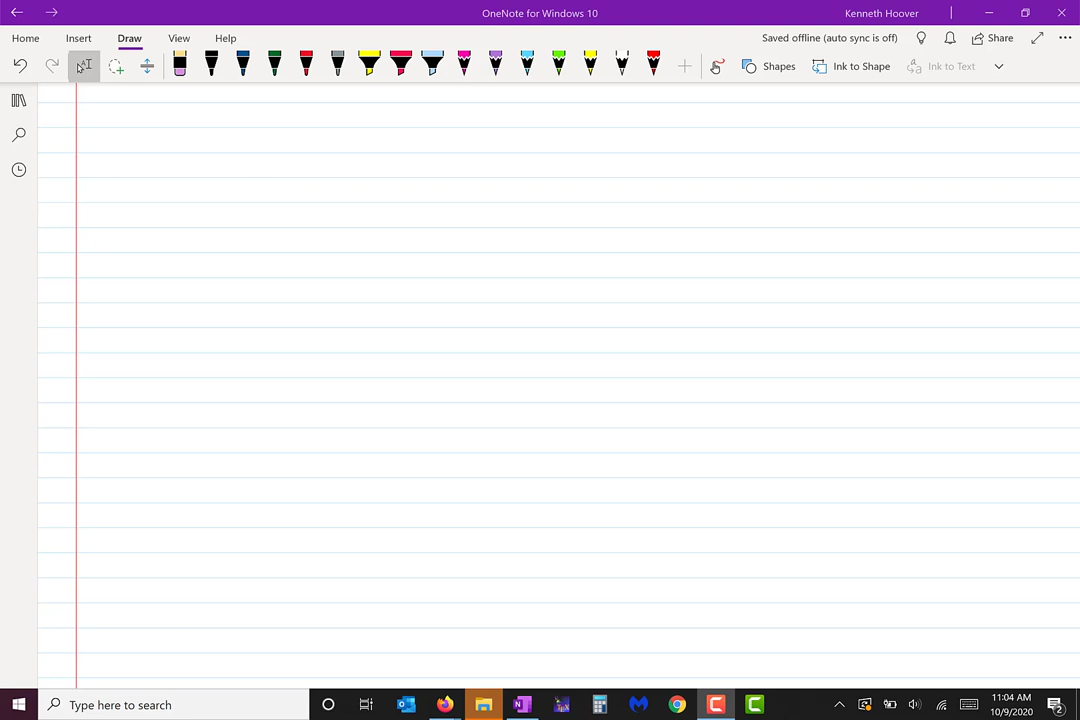 OneNote for Windows 10
Kenneth Hoover
Home Insert Draw View Help
Saved offline (auto sync is off)
Share
Shapes
Ink to Shape
Ink to Text
Type here to search
11:04 AM
10/9/2020
2